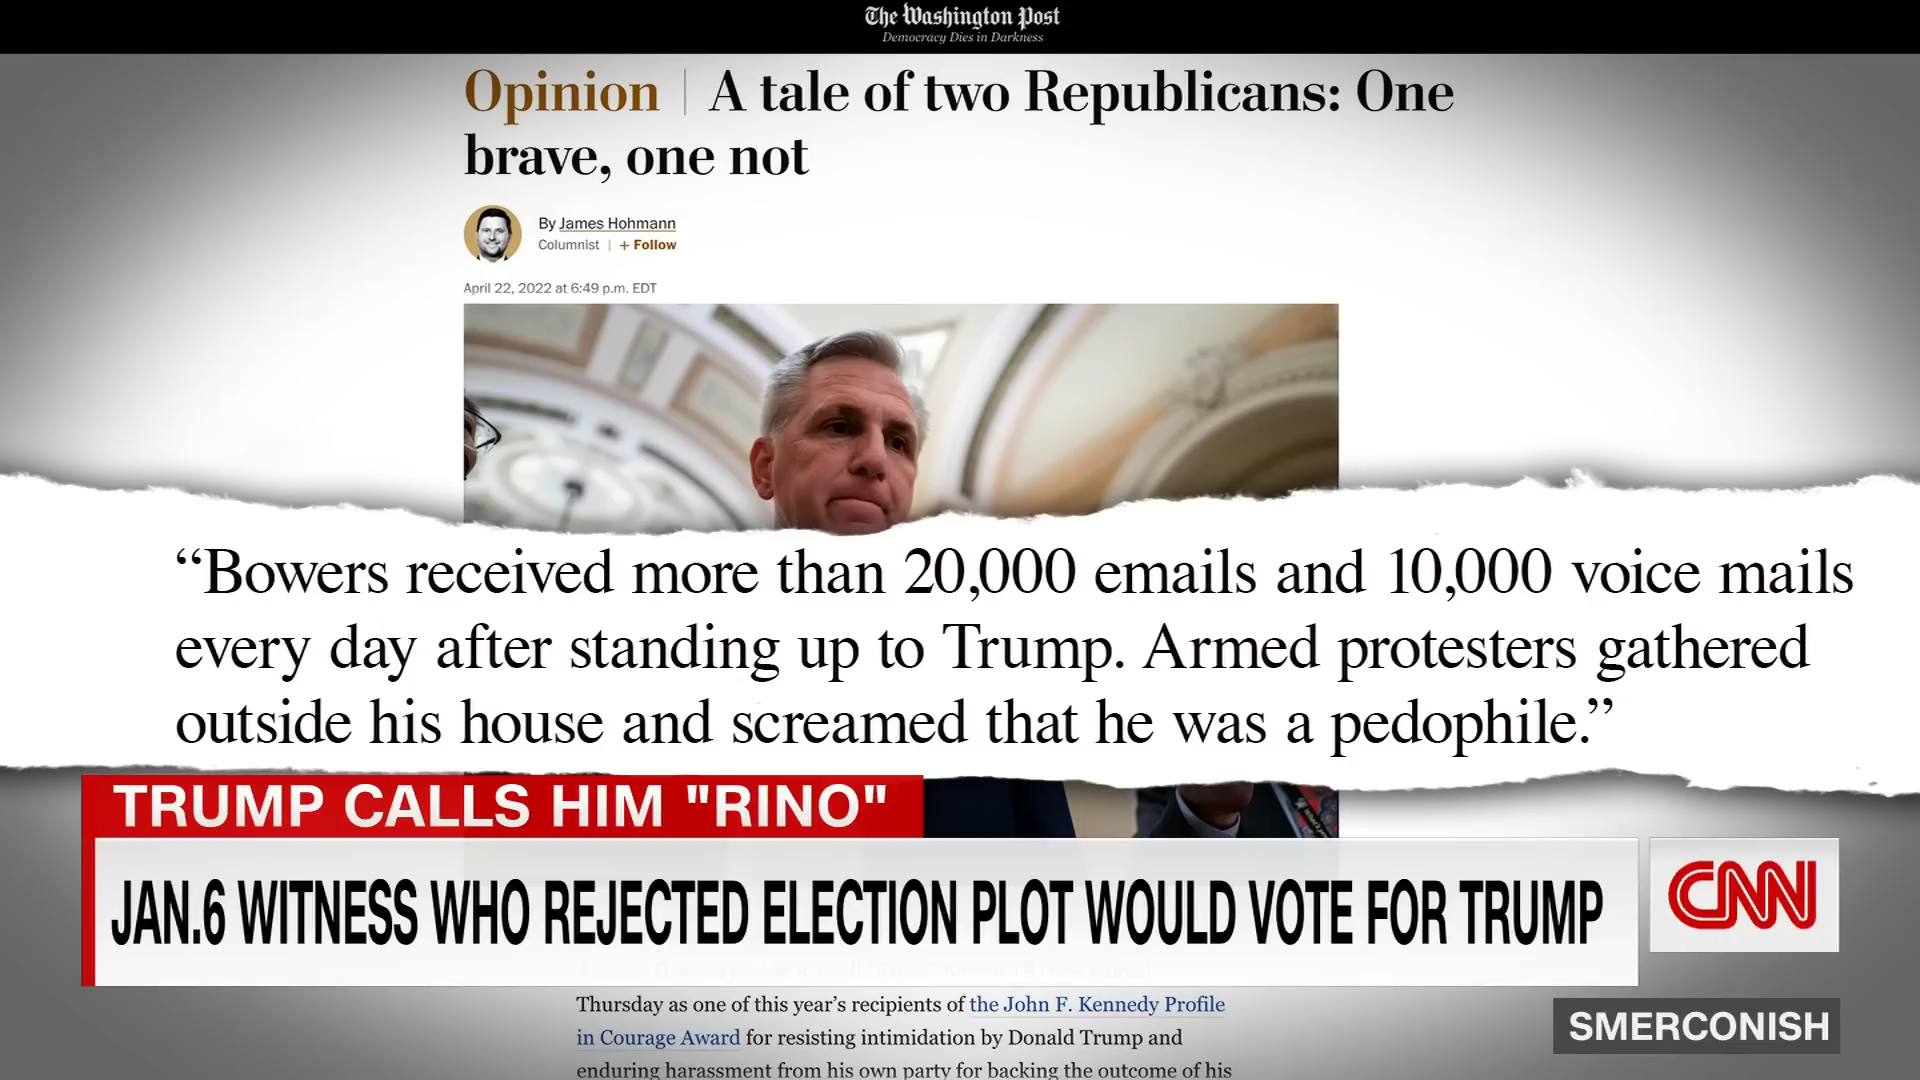 The Washington Post
Democracy Dies in Darkness
Opinion | A tale of two Republicans: One
brave, one not
By James Hohmann
Columnist | + Follow
April 22, 2022 at 6:49 p.m. EDT
“Bowers received more than 20,000 emails and 10,000 voice mails
every day after standing up to Trump. Armed protesters gathered
outside his house and screamed that he was a pedophile.”
TRUMP CALLS HIM "RINO"
JAN.6 WITNESS WHO REJECTED ELECTION PLOT WOULD VOTE FOR TRUMP
CNN
Thursday as one of this year’s recipients of the John F. Kennedy Profile
in Courage Award for resisting intimidation by Donald Trump and
enduring harassment from his own party for backing the outcome of his
SMERCONISH